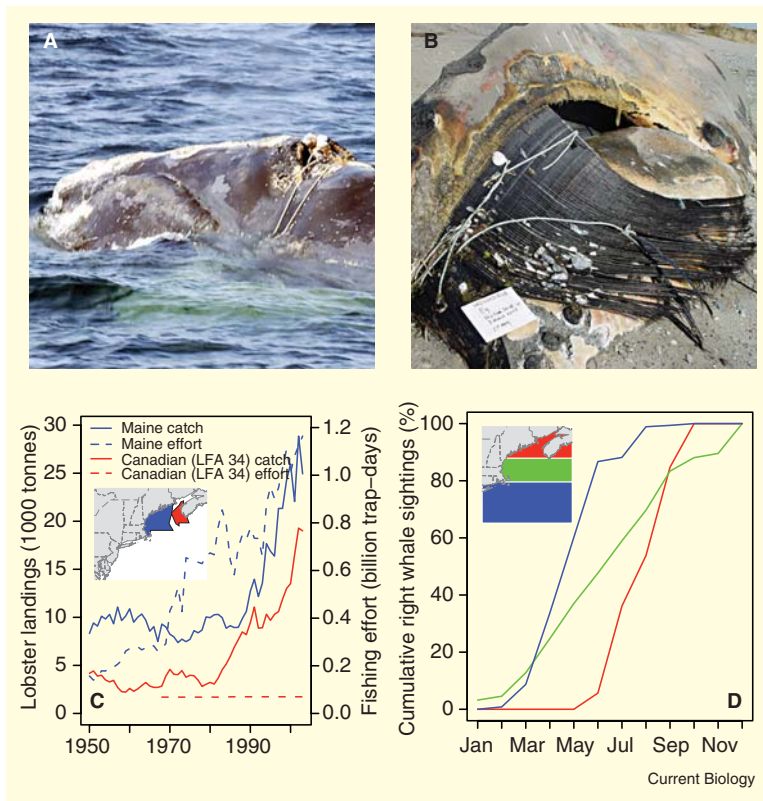 A
B
Lobster landings (1000 tonnes)
30
25
20
15
10
5
0
Maine catch
Maine effort
Canadian (LFA 34) catch
Canadian (LFA 34) effort
1.2
1.0
0.8
0.6
0.4
0.2
0.0
Fishing effort (billion trap–days)
C
1950
1970
1990
Cumulative right whale sightings (%)
100
80
60
40
20
0
D
Jan
Mar
May
Jul
Sep
Nov
Current Biology